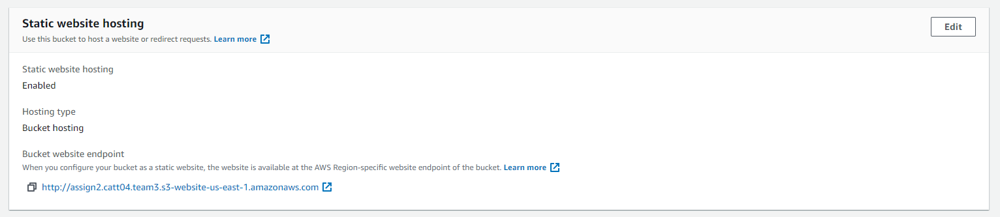 Static website hosting
Edit
Use this bucket to host a website or redirect requests. Learn more
Static website hosting
Enabled
Hosting type
Bucket hosting
Bucket website endpoint
When you configure your bucket as a static website, the website is available at the AWS Region-specific website endpoint of the bucket. Learn more
http://assign2.catt04.team3.s3-website-us-east-1.amazonaws.com